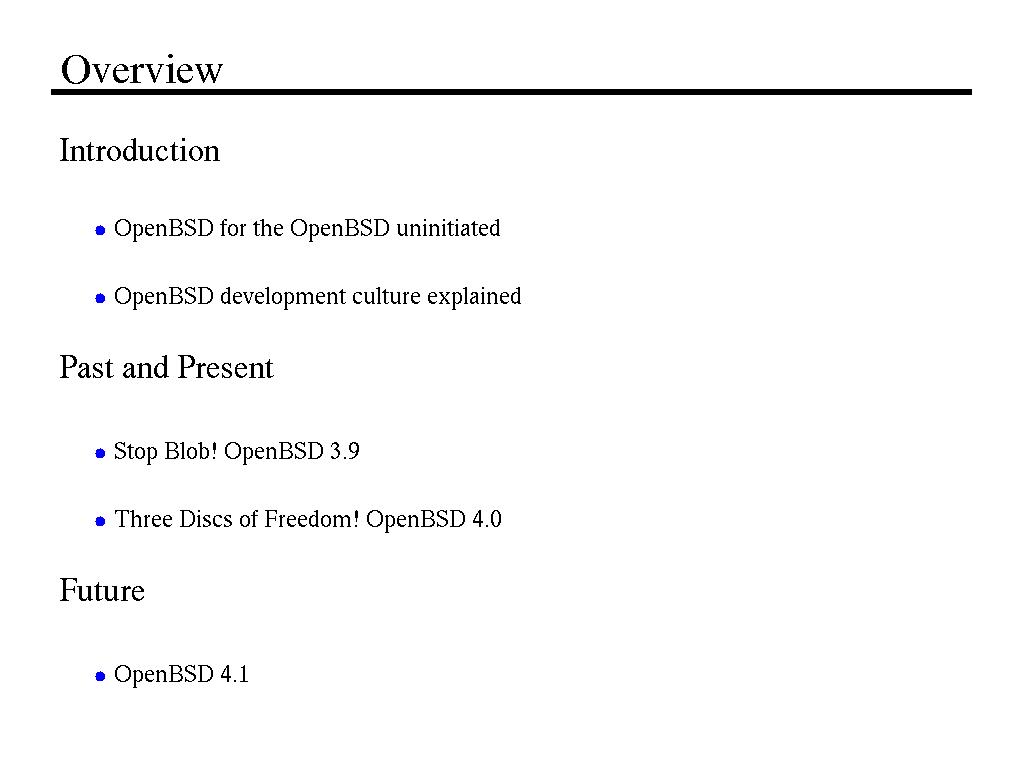 Overview
Introduction
OpenBSD for the OpenBSD uninitiated
OpenBSD development culture explained
Past and Present
Stop Blob! OpenBSD 3.9
Three Discs of Freedom! OpenBSD 4.0
Future
OpenBSD 4.1